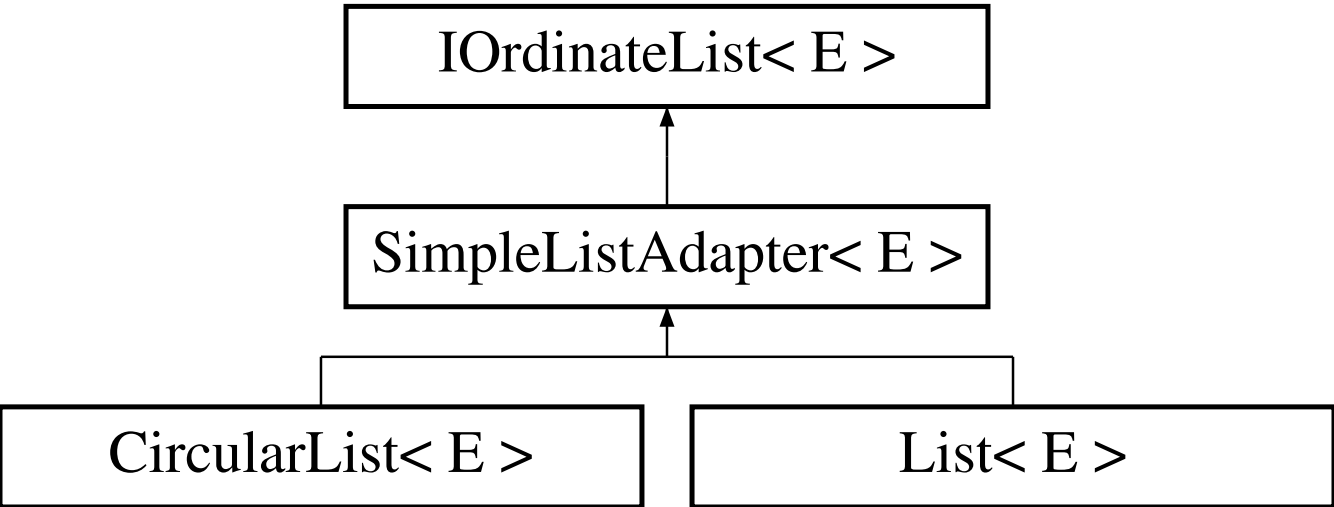 IOrdinateList< E >
SimpleListAdapter< E >
CircularList< E >
List< E >